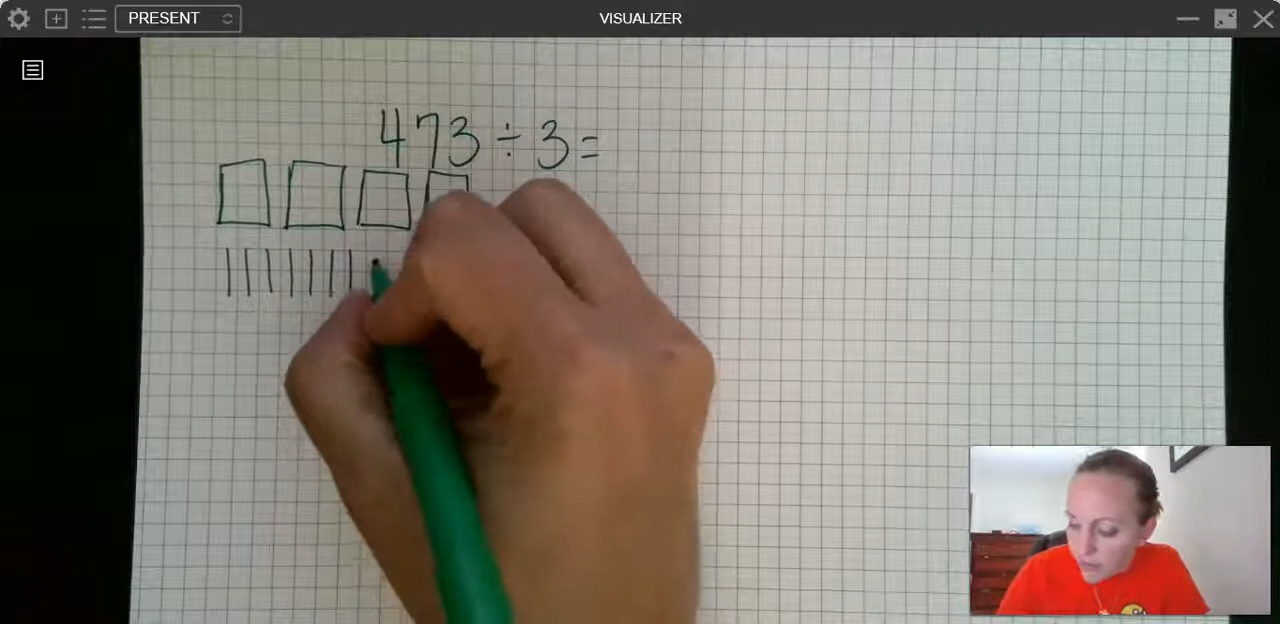 PRESENT
VISUALIZER
473 ÷ 3 =